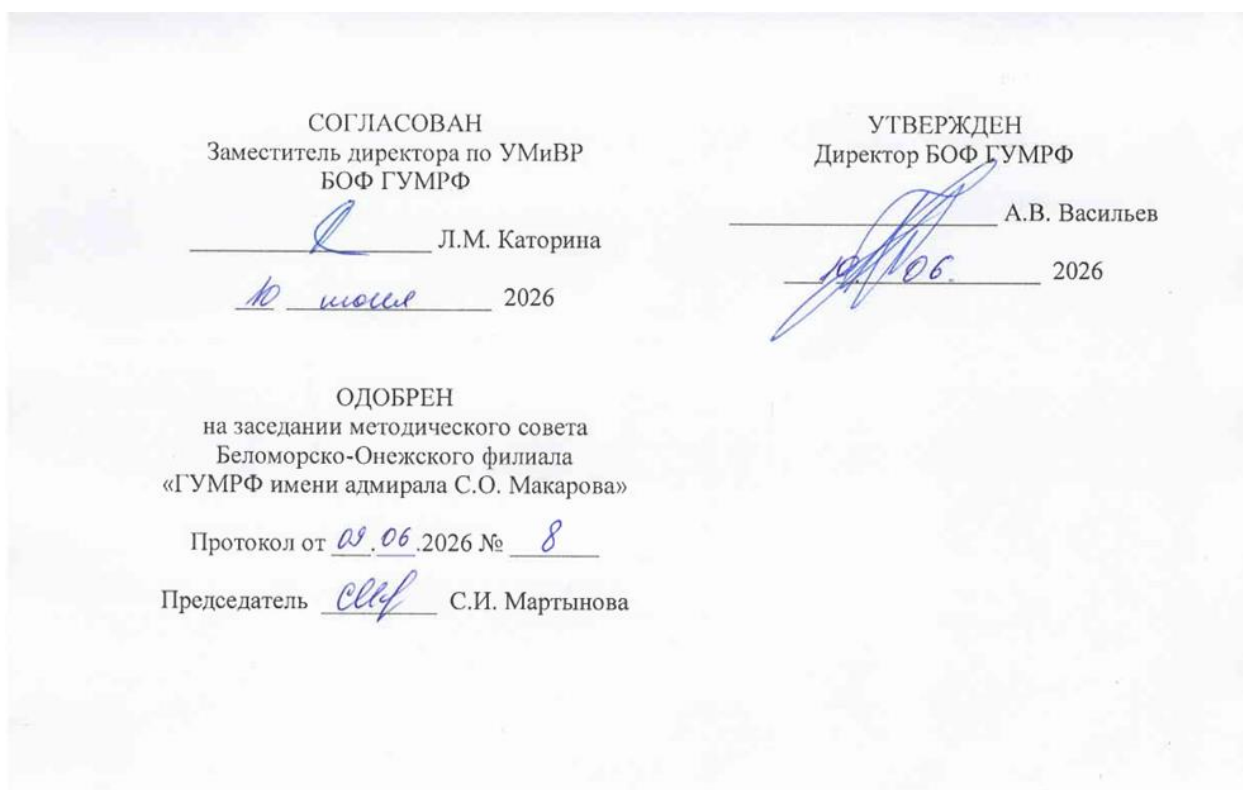 СОГЛАСОВАН
Заместитель директора по УМиВР
БОФ ГУМРФ
Л.М. Каторина
10 июня 2026
УТВЕРЖДЕН
Директор БОФ ГУМРФ
А.В. Васильев
10. 06. 2026
ОДОБРЕН
на заседании методического совета
Беломорско-Онежского филиала
«ГУМРФ имени адмирала С.О. Макарова»
Протокол от 09.06.2026 № 8
Председатель С.И. Мартынова